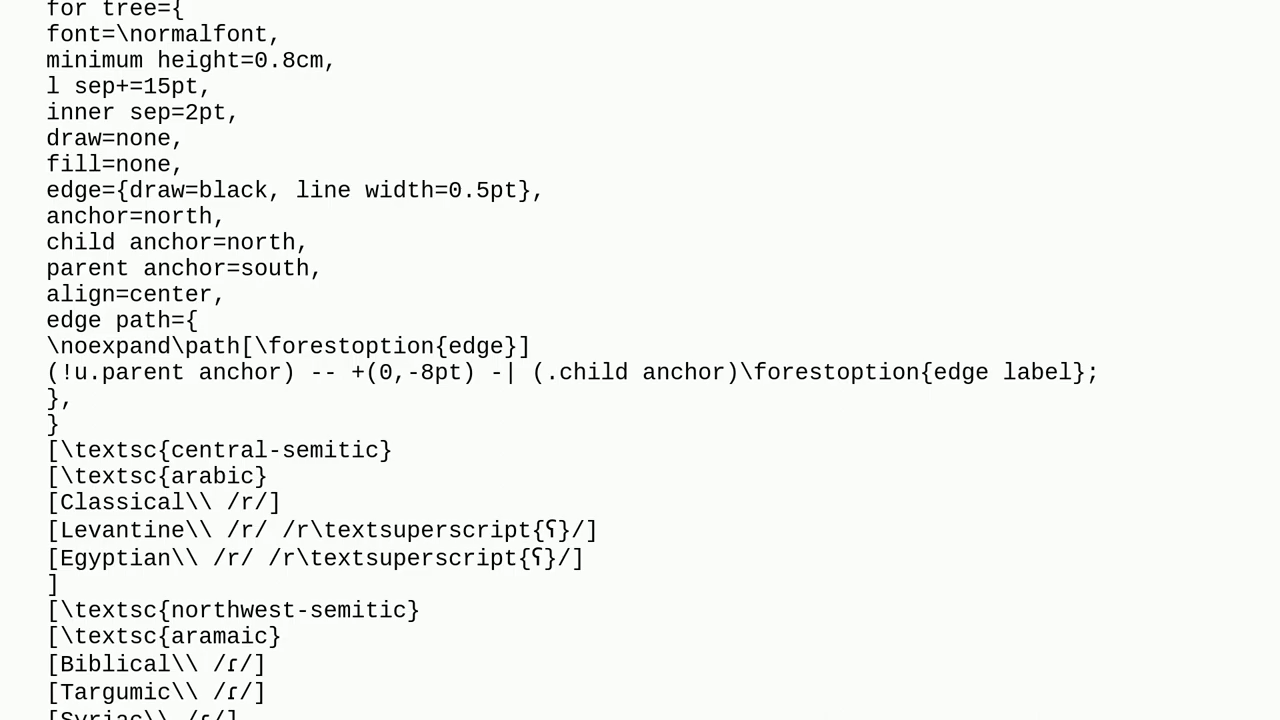 for tree={
font=\normalfont,
minimum height=0.8cm,
l sep+=15pt,
inner sep=2pt,
draw=none,
fill=none,
edge={draw=black, line width=0.5pt},
anchor=north,
child anchor=north,
parent anchor=south,
align=center,
edge path={
\noexpand\path[\forestoption{edge}]
(!u.parent anchor) -- +(0,-8pt) -| (.child anchor)\forestoption{edge label};
},
}
[\textsc{central-semitic}
[\textsc{arabic}
[Classical\\ /r/]
[Levantine\\ /r/ /r\textsuperscript{ʕ}/]
[Egyptian\\ /r/ /r\textsuperscript{ʕ}/]
]
[\textsc{northwest-semitic}
[\textsc{aramaic}
[Biblical\\ /ɾ/]
[Targumic\\ /ɾ/]
[Syriac\\ /ɾ/]